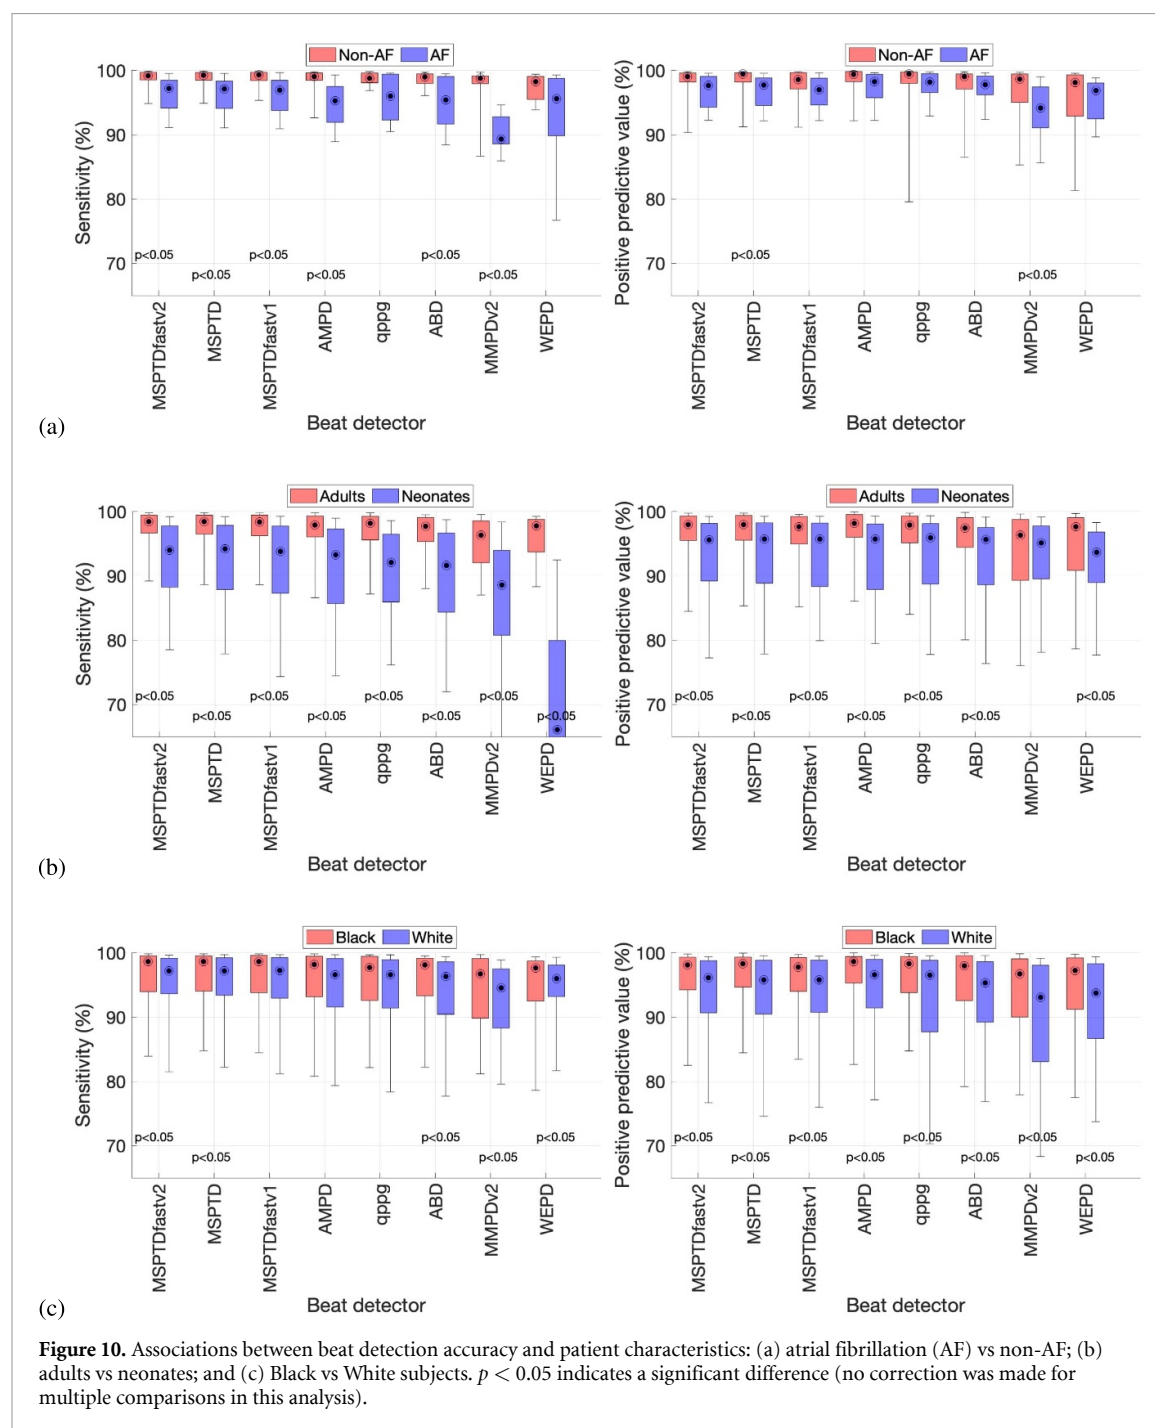 Non-AF AF
100
90
80
70
Sensitivity (%)
p<0.05 p<0.05 p<0.05
p<0.05 p<0.05 p<0.05
MSPTDfastv2
MSPTD
MSPTDfastv1
AMPD
qppg
ABD
MMPDv2
WEPD
Beat detector
Non-AF AF
100
90
80
70
Positive predictive value (%)
p<0.05
p<0.05
MSPTDfastv2
MSPTD
MSPTDfastv1
AMPD
qppg
ABD
MMPDv2
WEPD
Beat detector
(a)
Adults Neonates
100
90
80
70
Sensitivity (%)
p<0.05 p<0.05 p<0.05 p<0.05
p<0.05 p<0.05 p<0.05 p<0.05
MSPTDfastv2
MSPTD
MSPTDfastv1
AMPD
qppg
ABD
MMPDv2
WEPD
Beat detector
Adults Neonates
100
90
80
70
Positive predictive value (%)
p<0.05 p<0.05 p<0.05 p<0.05
p<0.05 p<0.05 p<0.05
MSPTDfastv2
MSPTD
MSPTDfastv1
AMPD
qppg
ABD
MMPDv2
WEPD
Beat detector
(b)
Black White
100
90
80
70
Sensitivity (%)
p<0.05 p<0.05 p<0.05
p<0.05 p<0.05
MSPTDfastv2
MSPTD
MSPTDfastv1
AMPD
qppg
ABD
MMPDv2
WEPD
Beat detector
Black White
100
90
80
70
Positive predictive value (%)
p<0.05 p<0.05 p<0.05 p<0.05
p<0.05 p<0.05 p<0.05 p<0.05
MSPTDfastv2
MSPTD
MSPTDfastv1
AMPD
qppg
ABD
MMPDv2
WEPD
Beat detector
(c)
Figure 10. Associations between beat detection accuracy and patient characteristics: (a) atrial fibrillation (AF) vs non-AF; (b)
adults vs neonates; and (c) Black vs White subjects. p < 0.05 indicates a significant difference (no correction was made for
multiple comparisons in this analysis).